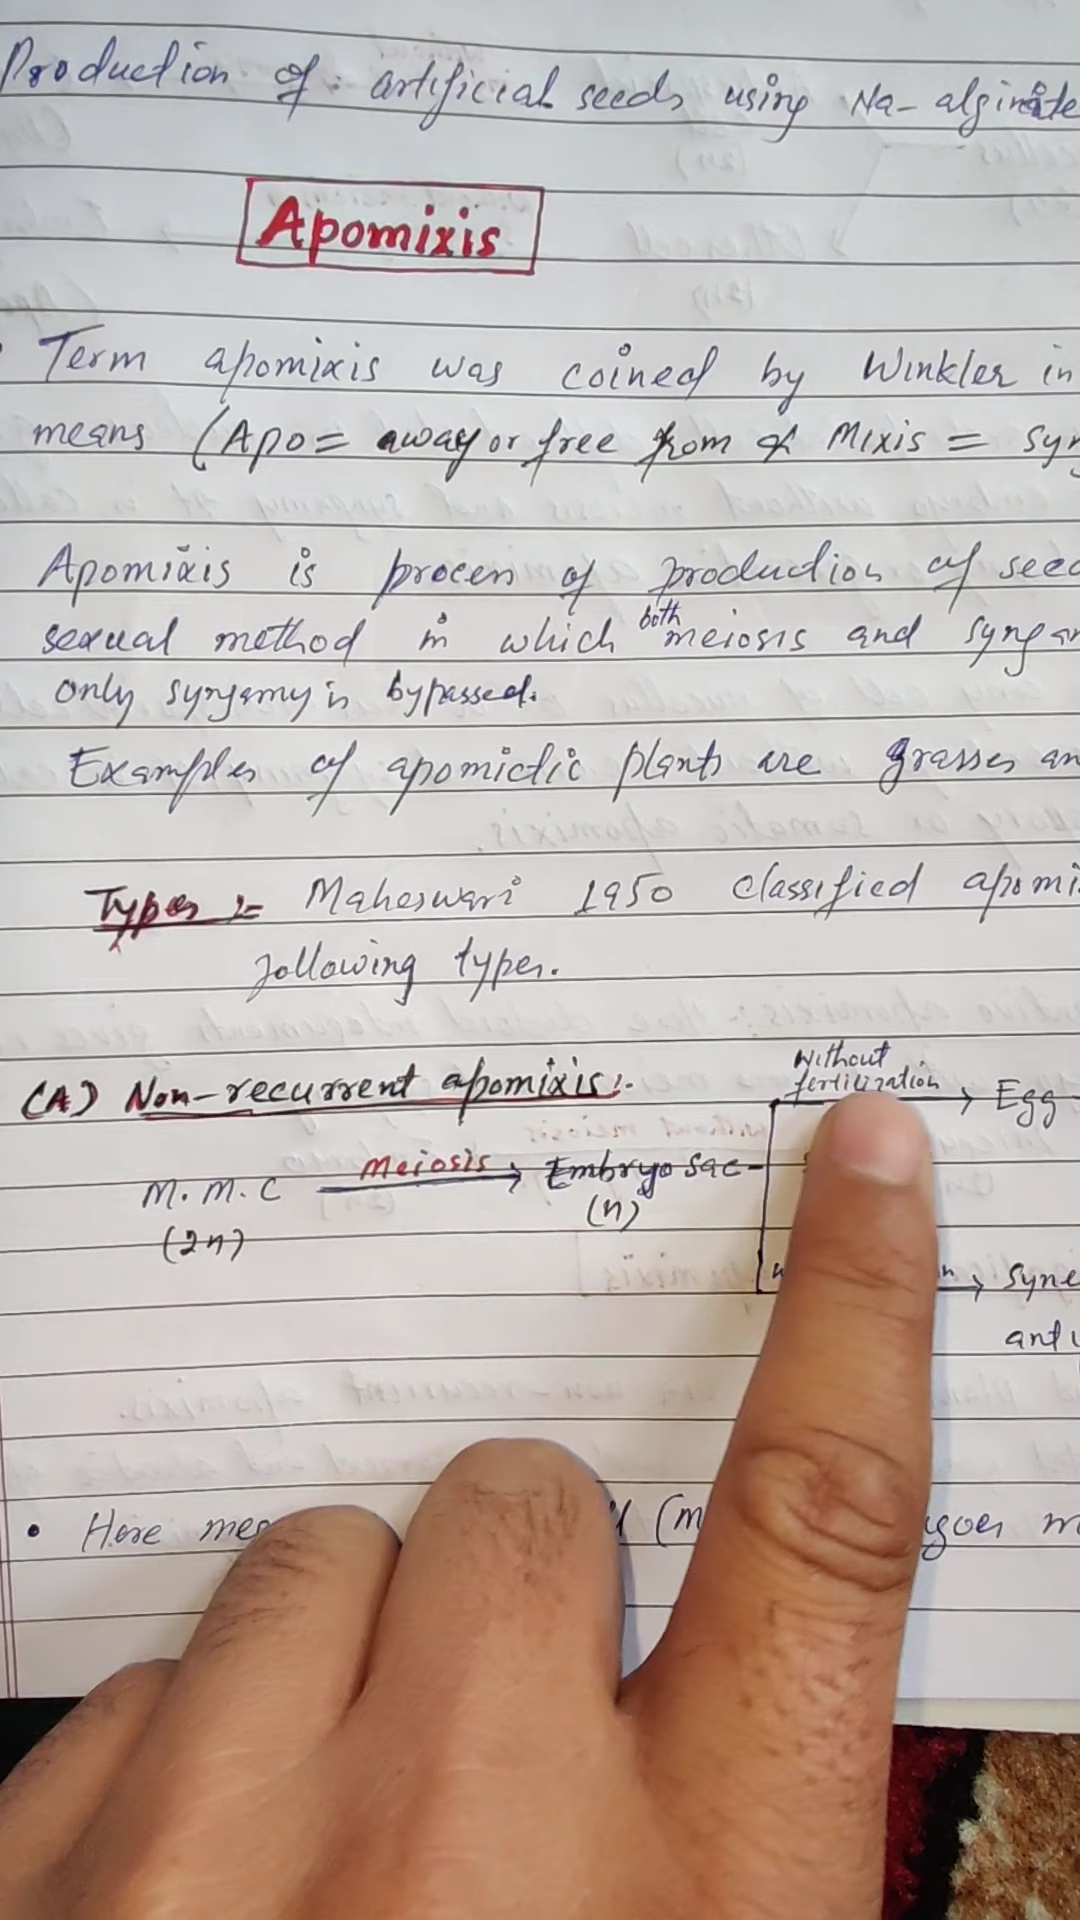 Production of artificial seeds using Na-alginate
Apomixis
Term apomixis was coined by Winkler in
means (Apo = away or free from & Mixis = syn
Apomixis is process of production of seed
sexual method in which both meiosis and syngam
only syngamy is bypassed.
Examples of apomictic plants are grasses an
Types :- Maheswari 1950 classified apomi
following types.
(A) Non-recurrent apomixis :-
without
fertilization → Egg
M.M.C meiosis → Embryo sac
(2n) (n)
→ syne
and
• Here goes